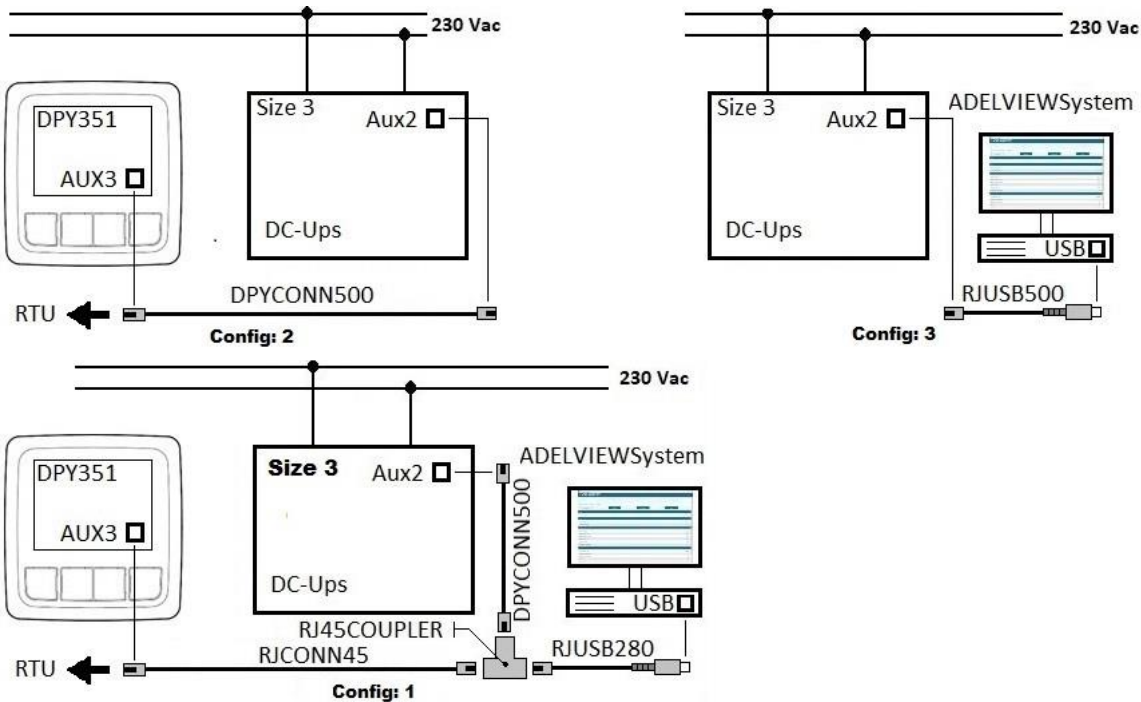 230 Vac
DPY351
AUX3
Size 3
Aux2
DC-Ups
DPYCONN500
RTU
Config: 2
230 Vac
Size 3
Aux2
DC-Ups
ADELVIEWSystem
USB
RJUSB500
Config: 3
230 Vac
DPY351
AUX3
Size 3
Aux2
DC-Ups
ADELVIEWSystem
DPYCONN500
USB
RJ45COUPLER
RJCONN45
RJUSB280
RTU
Config: 1